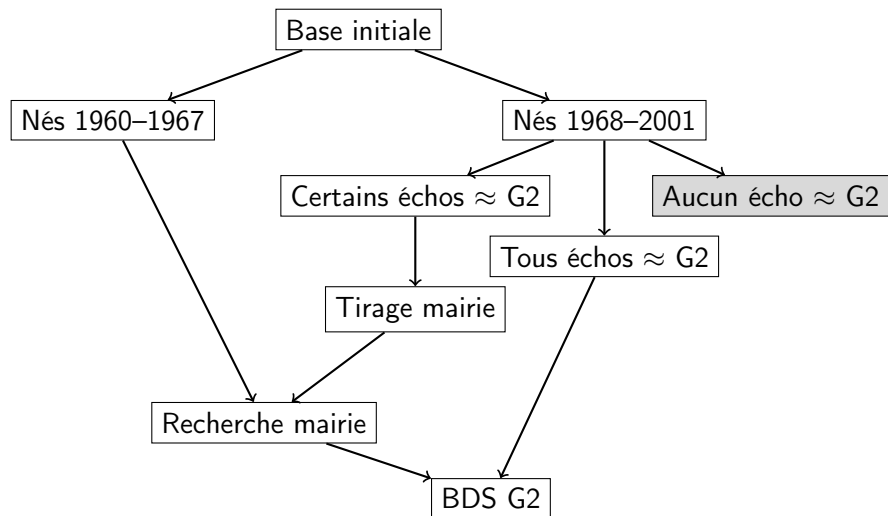 Base initiale
Nés 1960–1967
Nés 1968–2001
Certains échos ≈ G2
Aucun écho ≈ G2
Tous échos ≈ G2
Tirage mairie
Recherche mairie
BDS G2